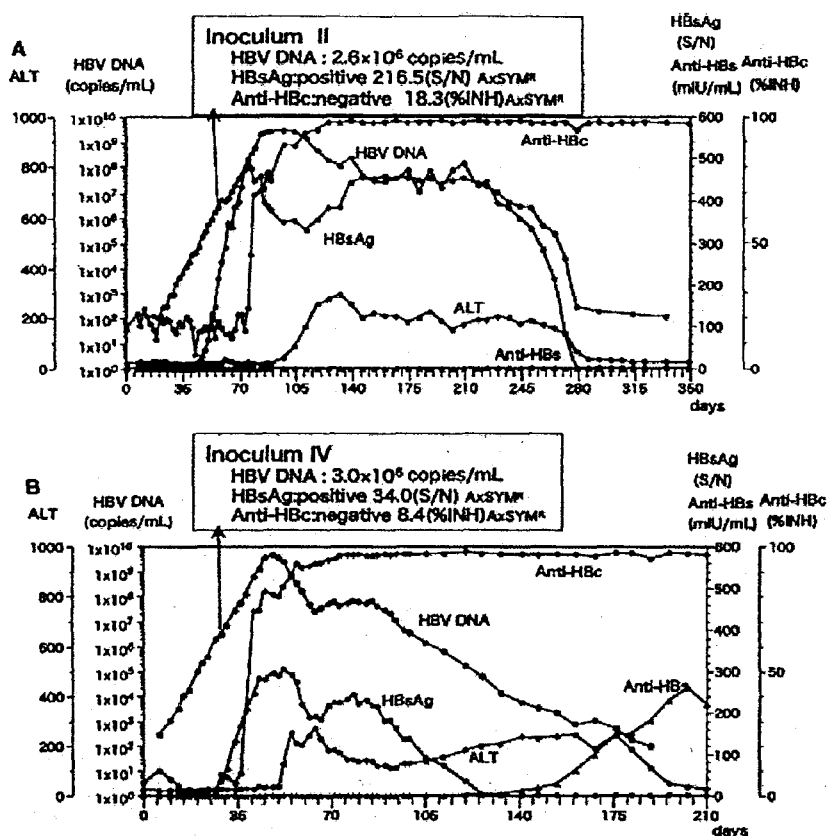 A
ALT
HBV DNA
(copies/mL)
Inoculum II
HBV DNA : 2.6x10⁶ copies/mL
HBsAg:positive 216.5(S/N) AxSYMᴿ
Anti-HBc:negative 18.3(%INH)AxSYMᴿ
HBsAg
(S/N)
Anti-HBs
(mIU/mL)
Anti-HBc
(%INH)
1000
800
600
400
200
0
1x10¹⁰
1x10⁹
1x10⁸
1x10⁷
1x10⁶
1x10⁵
1x10⁴
1x10³
1x10²
1x10¹
1x10⁰
Anti-HBc
HBV DNA
HBsAg
ALT
Anti-HBs
600
500
400
300
200
100
0
100
50
0
0 35 70 105 140 175 210 245 280 315 350
days
B
ALT
HBV DNA
(copies/mL)
Inoculum IV
HBV DNA : 3.0x10⁶ copies/mL
HBsAg:positive 34.0(S/N) AxSYMᴿ
Anti-HBc:negative 8.4(%INH)AxSYMᴿ
HBsAg
(S/N)
Anti-HBs
(mIU/mL)
Anti-HBc
(%INH)
1000
800
600
400
200
0
1x10¹⁰
1x10⁹
1x10⁸
1x10⁷
1x10⁶
1x10⁵
1x10⁴
1x10³
1x10²
1x10¹
1x10⁰
Anti-HBc
HBV DNA
HBsAg
ALT
Anti-HBs
600
500
400
300
200
100
0
100
50
0
0 35 70 105 136 175 210
days